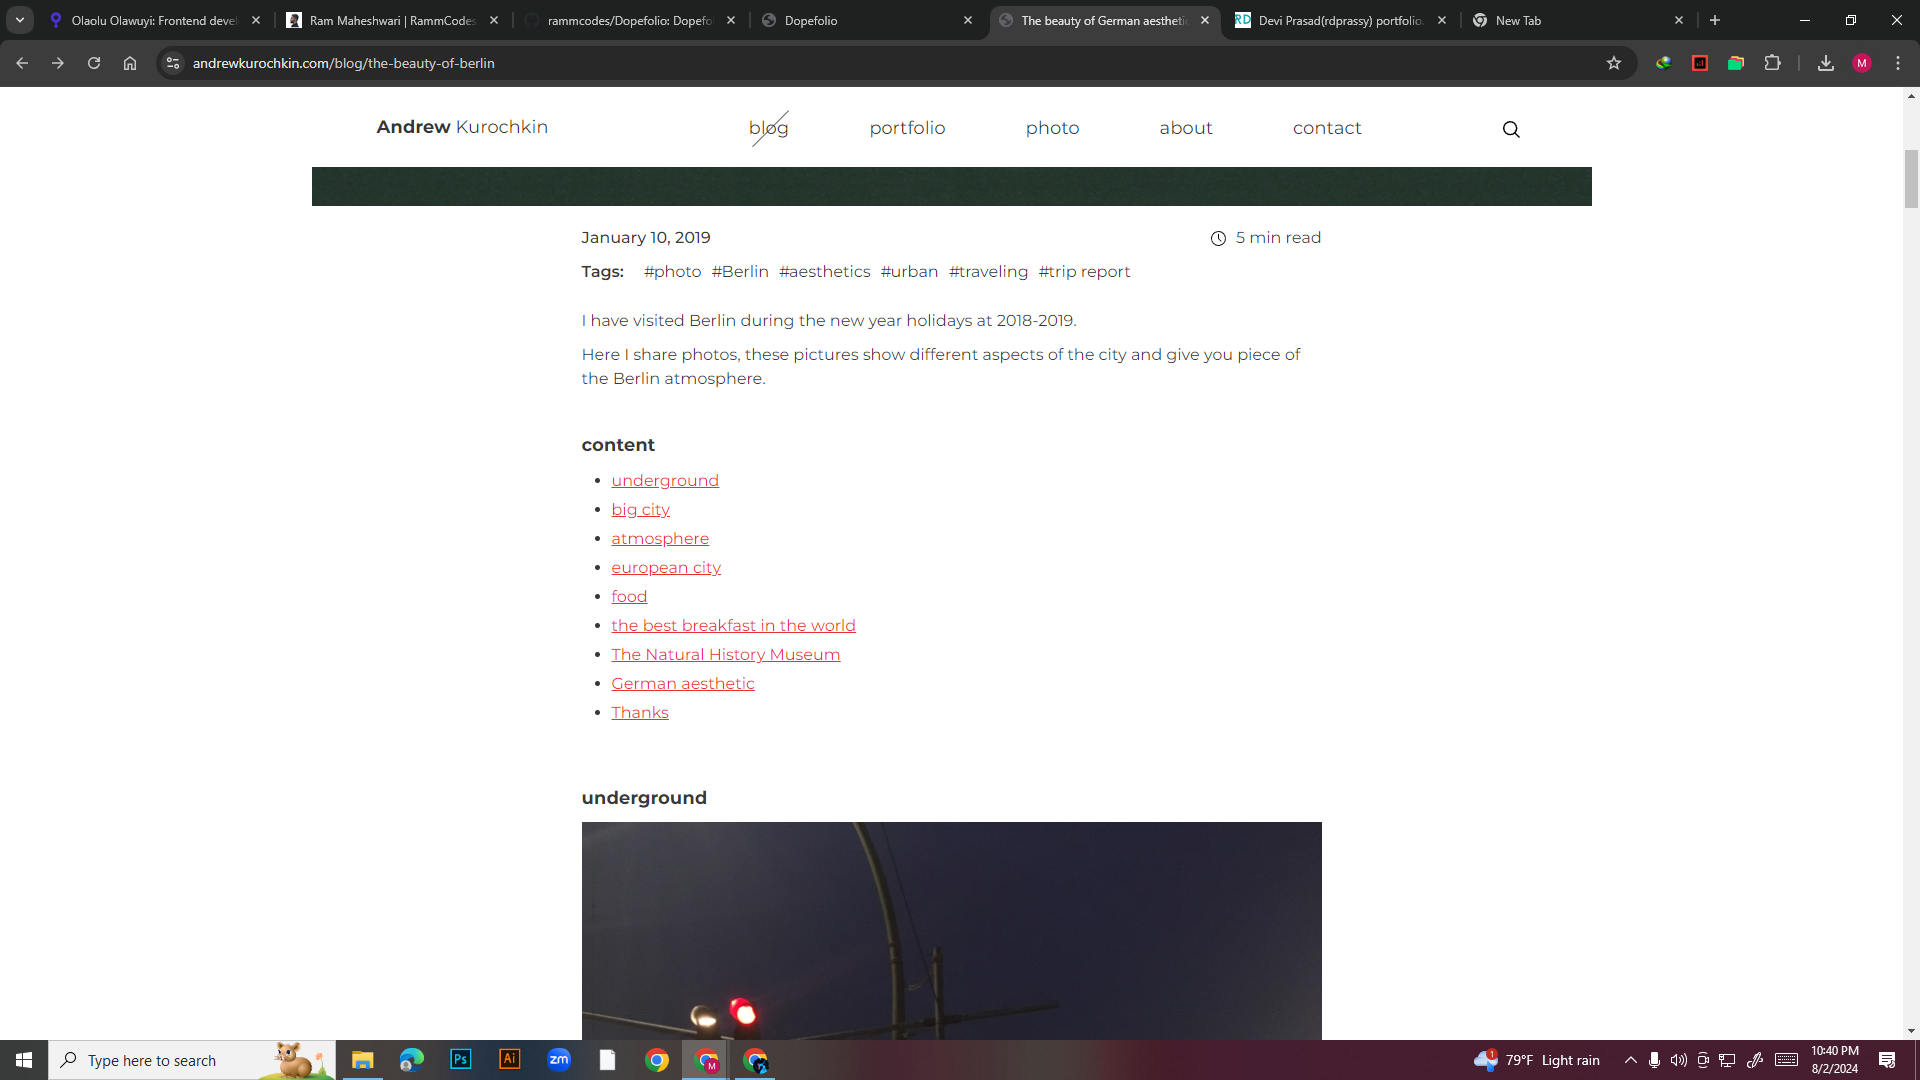 Olaolu Olawuyi: Frontend deve
Ram Maheshwari | RammCodes
rammcodes/Dopefolio: Dopefo
Dopefolio
The beauty of German aestheti
RD
Devi Prasad(rdprassy) portfolio.
New Tab
andrewkurochkin.com/blog/the-beauty-of-berlin
M
Andrew Kurochkin
blog
portfolio
photo
about
contact
January 10, 2019
5 min read
Tags: #photo #Berlin #aesthetics #urban #traveling #trip report
I have visited Berlin during the new year holidays at 2018-2019.
Here I share photos, these pictures show different aspects of the city and give you piece of
the Berlin atmosphere.
content
underground
big city
atmosphere
european city
food
the best breakfast in the world
The Natural History Museum
German aesthetic
Thanks
underground
Type here to search
Ps
Ai
zm
M
1
79°F Light rain
10:40 PM
8/2/2024